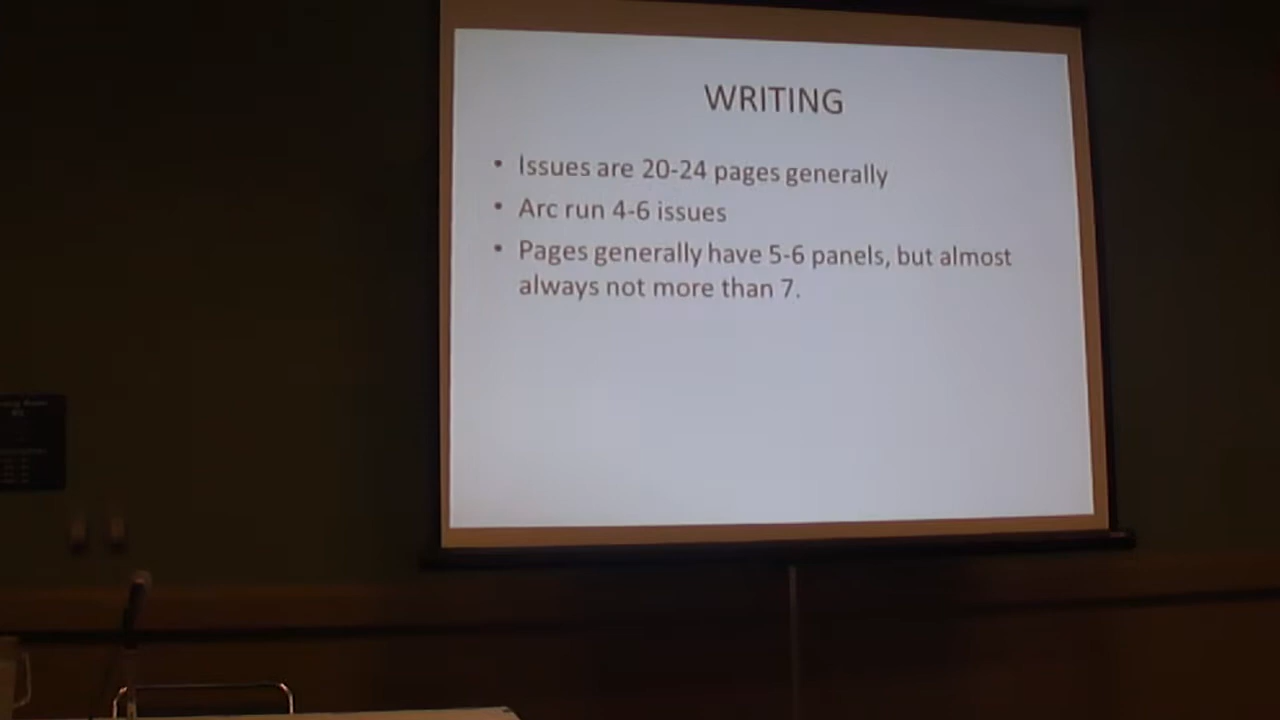 WRITING
• Issues are 20-24 pages generally
• Arc run 4-6 issues
• Pages generally have 5-6 panels, but almost
always not more than 7.